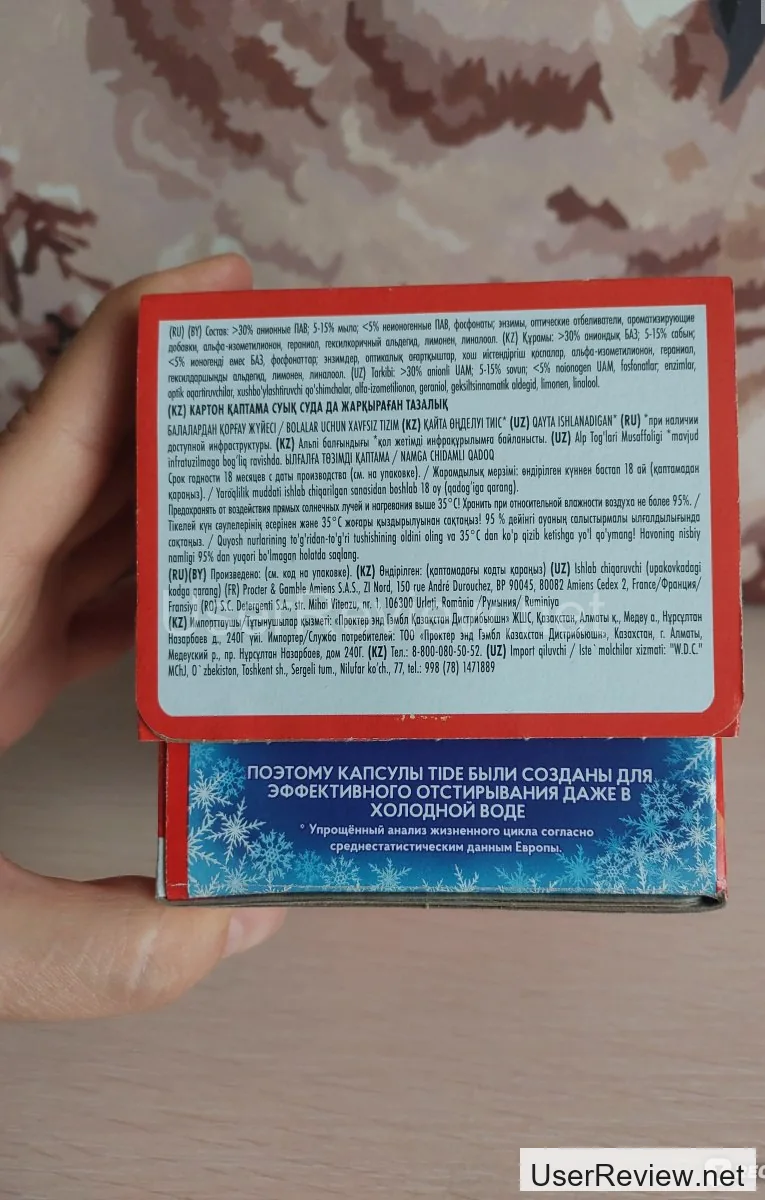 (RU) (BY) Состав: >30% анионные ПАВ; 5-15% мыло; <5% неионогенные ПАВ, фосфонаты; энзимы, оптические отбеливатели, ароматизирующие
добавки, альфа-изометилионон, гераниол, гексилкоричный альдегид, лимонен, линалоол. (KZ) Құрамы: >30% аниондық БАЗ; 5-15% сабын;
<5% ионогенді емес БАЗ, фосфонаттар; энзимдер, оптикалық ағартқыштар, хош иістендіргіш қоспалар, альфа-изометилионон, гераниол,
гексилдаршынды альдегид, лимонен, линалоол. (UZ) Tarkibi: >30% anionli UAM; 5-15% sovun; <5% noionogen UAM, fosfonatlar, enzimlar,
optik oqartiruvchilar, xushbo'ylashtiruvchi qo'shimchalar, alfa-izometilionon, geraniol, geksiltsinnamatik aldegid, limonen, linalool.
(KZ) КАРТОН ҚАПТАМА СУЫҚ СУДА ДА ЖАРҚЫРАҒАН ТАЗАЛЫҚ
БАЛАЛАРДАН ҚОРҒАУ ЖҮЙЕСІ / BOLALAR UCHUN XAVFSIZ TIZIM (KZ) ҚАЙТА ӨҢДЕЛУІ ТИІС* (UZ) QAYTA ISHLANADIGAN* (RU) *при наличии
доступной инфраструктуры. (KZ) Альпі балғындығы *қол жетімді инфрақұрылымға байланысты. (UZ) Alp Tog'lari Musaffoligi *mavjud
infratuzilmaga bog'liq ravishda. ЫЛҒАЛҒА ТӨЗІМДІ ҚАПТАМА / NAMGA CHIDAMLI QADOQ
Срок годности 18 месяцев с даты производства (см. на упаковке). / Жарамдылық мерзімі: өндірілген күннен бастап 18 ай (қаптамадан
қараңыз). / Yaroqlilik muddati ishlab chiqarilgan sanasidan boshlab 18 oy (qadog'iga qarang).
Предохранять от воздействия прямых солнечных лучей и нагревания выше 35°C! Хранить при относительной влажности воздуха не более 95%. /
Тікелей күн сәулелерінің әсерінен және 35°C жоғары қыздырылуынан сақтаңыз! 95 % дейінгі ауаның салыстырмалы ылғалдылығында
сақтаңыз. / Quyosh nurlarining to'g'ridan-to'g'ri tushishining oldini oling va 35°C dan ko'p qizib ketishga yo'l qo'ymang! Havoning nisbiy
namligi 95% dan yuqori bo'lmagan holatda saqlang.
(RU)(BY) Произведено: (см. код на упаковке). (KZ) Өндірілген: (қаптамадағы кодты қараңыз) (UZ) Ishlab chiqaruvchi (upakovkadagi
kodga qarang) (FR) Procter & Gamble Amiens S.A.S., ZI Nord, 150 rue André Durouchez, BP 90045, 80082 Amiens Cedex 2, France/Франция/
Fransiya (RO) S.C. Detergenti S.A., str. Mihai Viteazu, nr. 1, 106300 Urlați, România /Румыния/ Ruminiya
(KZ) Импорттаушы/Тұтынушылар қызметі: «Проктер энд Гэмбл Қазақстан Дистрибьюшн» ЖШС, Қазақстан, Алматы қ., Медеу а., Нұрсұлтан
Назарбаев д., 240Г үйі. Импортер/Служба потребителей: ТОО «Проктер энд Гэмбл Казахстан Дистрибьюшн», Казахстан, г. Алматы,
Медеуский р., пр. Нұрсұлтан Назарбаев, дом 240Г. (KZ) Тел.: 8-800-080-50-52. (UZ) Import qiluvchi / Iste`molchilar xizmati: "W.D.C."
MChJ, O`zbekiston, Toshkent sh., Sergeli tum., Nilufar ko'ch., 77, tel.: 998 (78) 1471889
ПОЭТОМУ КАПСУЛЫ TIDE БЫЛИ СОЗДАНЫ ДЛЯ
ЭФФЕКТИВНОГО ОТСТИРЫВАНИЯ ДАЖЕ В
ХОЛОДНОЙ ВОДЕ
* Упрощённый анализ жизненного цикла согласно
среднестатистическим данным Европы.
UserReview.net